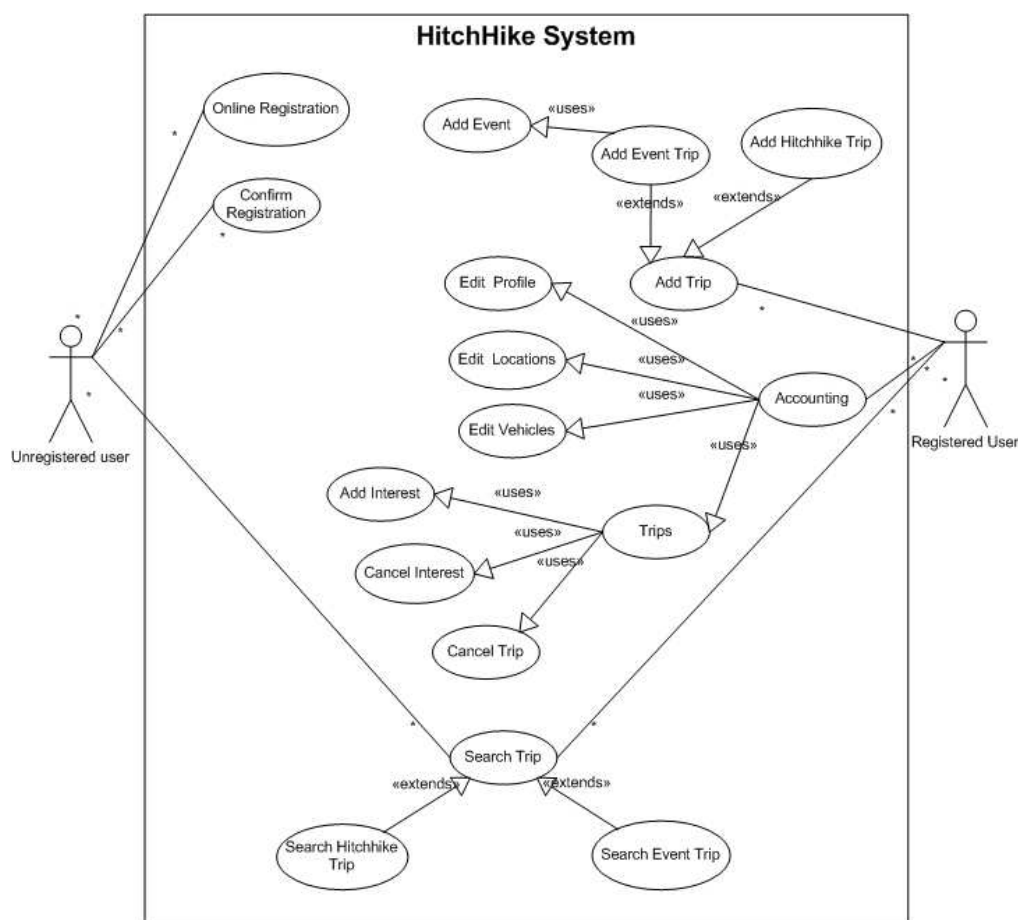 HitchHike System
Online Registration
«uses»
Add Event
Add Event Trip
Add Hitchhike Trip
*
Confirm
Registration
«extends»
«extends»
*
Edit Profile
Add Trip
*
*
*
«uses»
Edit Locations
«uses»
*
*
*
*
«uses»
Accounting
*
Edit Vehicles
Unregistered user
Registered User
«uses»
Add Interest
«uses»
«uses»
Trips
Cancel Interest
«uses»
Cancel Trip
*
*
Search Trip
«extends»
«extends»
Search Hitchhike
Trip
Search Event Trip